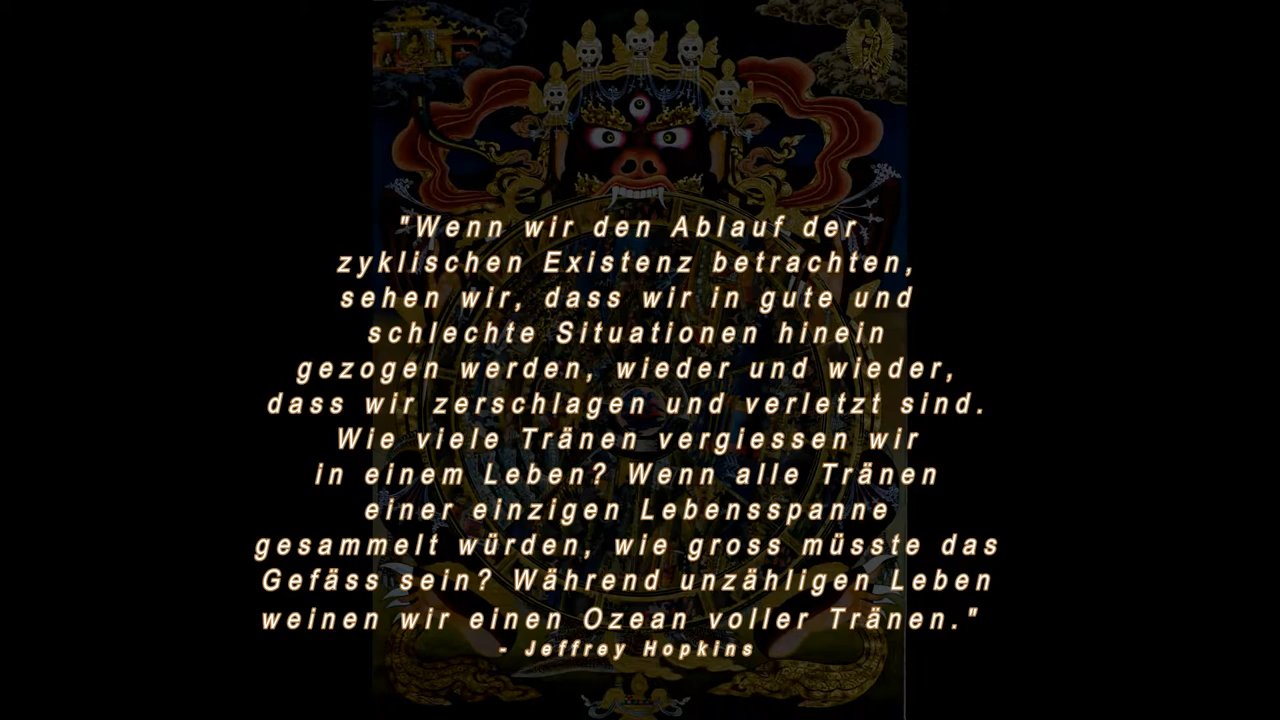 "Wenn wir den Ablauf der
zyklischen Existenz betrachten,
sehen wir, dass wir in gute und
schlechte Situationen hinein
gezogen werden, wieder und wieder,
dass wir zerschlagen und verletzt sind.
Wie viele Tränen vergiessen wir
in einem Leben? Wenn alle Tränen
einer einzigen Lebensspanne
gesammelt würden, wie gross müsste das
Gefäss sein? Während unzähligen Leben
weinen wir einen Ozean voller Tränen."
- Jeffrey Hopkins